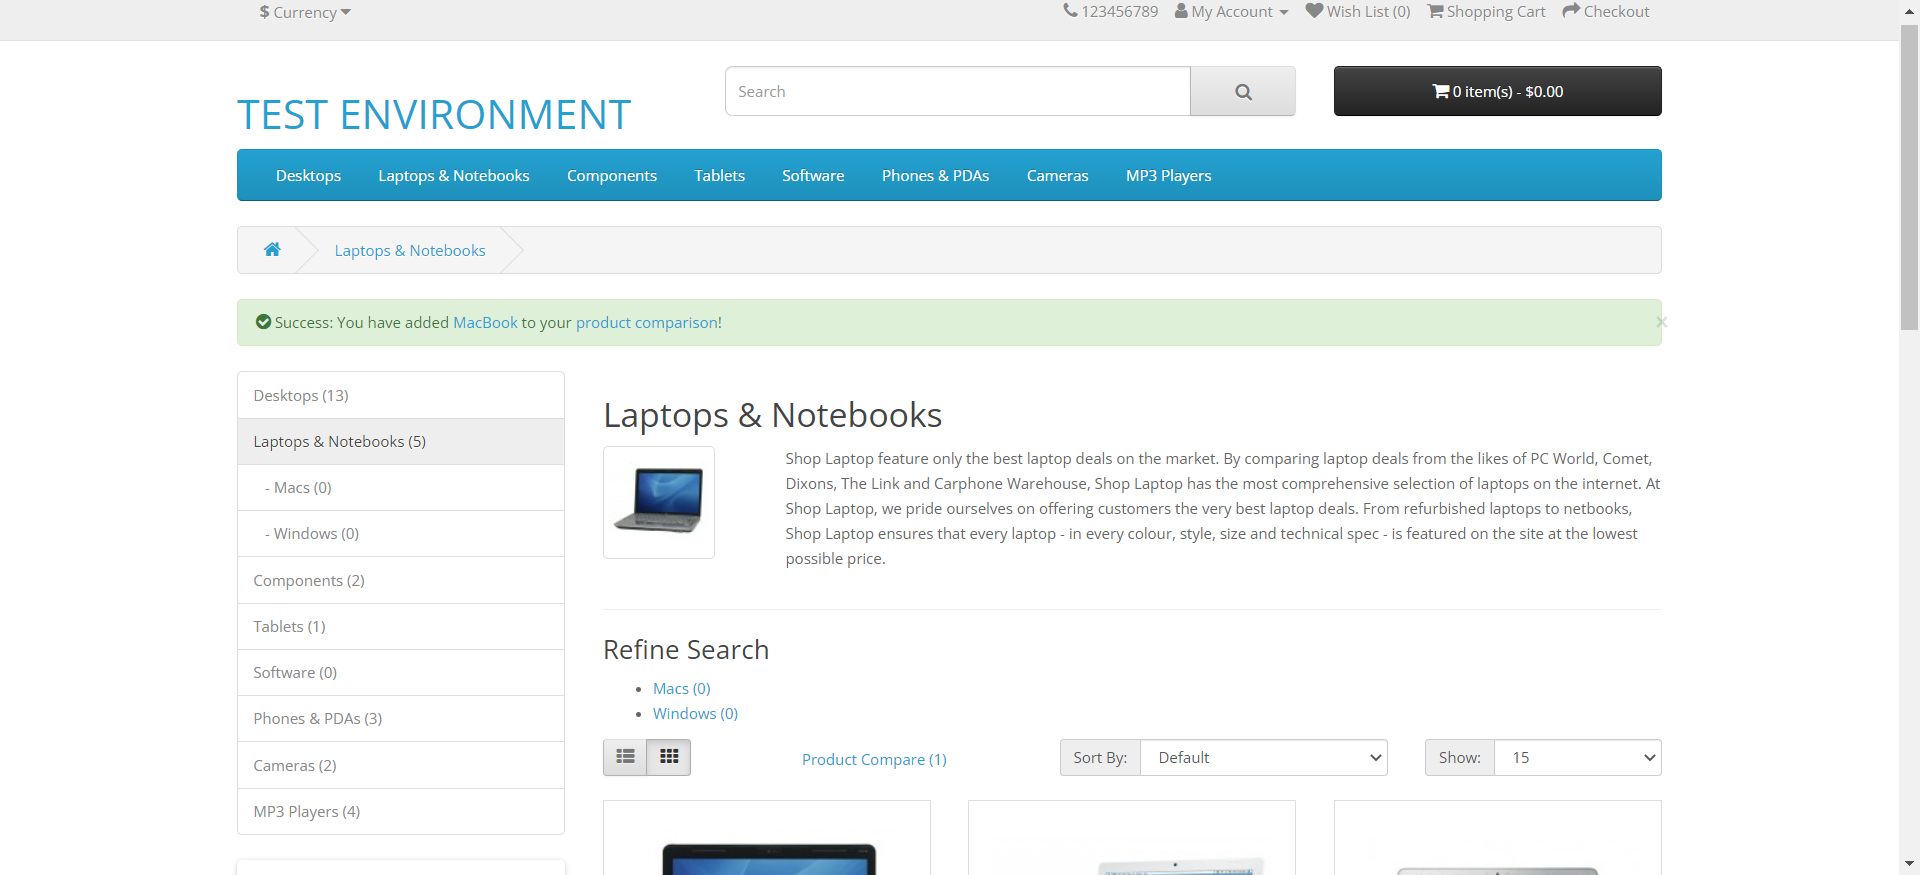 $ Currency
123456789 My Account Wish List (0) Shopping Cart Checkout
TEST ENVIRONMENT
Search
0 item(s) - $0.00
Desktops Laptops & Notebooks Components Tablets Software Phones & PDAs Cameras MP3 Players
Laptops & Notebooks
Success: You have added MacBook to your product comparison!
×
Desktops (13)
Laptops & Notebooks (5)
- Macs (0)
- Windows (0)
Components (2)
Tablets (1)
Software (0)
Phones & PDAs (3)
Cameras (2)
MP3 Players (4)
Laptops & Notebooks
Shop Laptop feature only the best laptop deals on the market. By comparing laptop deals from the likes of PC World, Comet,
Dixons, The Link and Carphone Warehouse, Shop Laptop has the most comprehensive selection of laptops on the internet. At
Shop Laptop, we pride ourselves on offering customers the very best laptop deals. From refurbished laptops to netbooks,
Shop Laptop ensures that every laptop - in every colour, style, size and technical spec - is featured on the site at the lowest
possible price.
Refine Search
Macs (0)
Windows (0)
Product Compare (1)
Sort By: Default
Show: 15